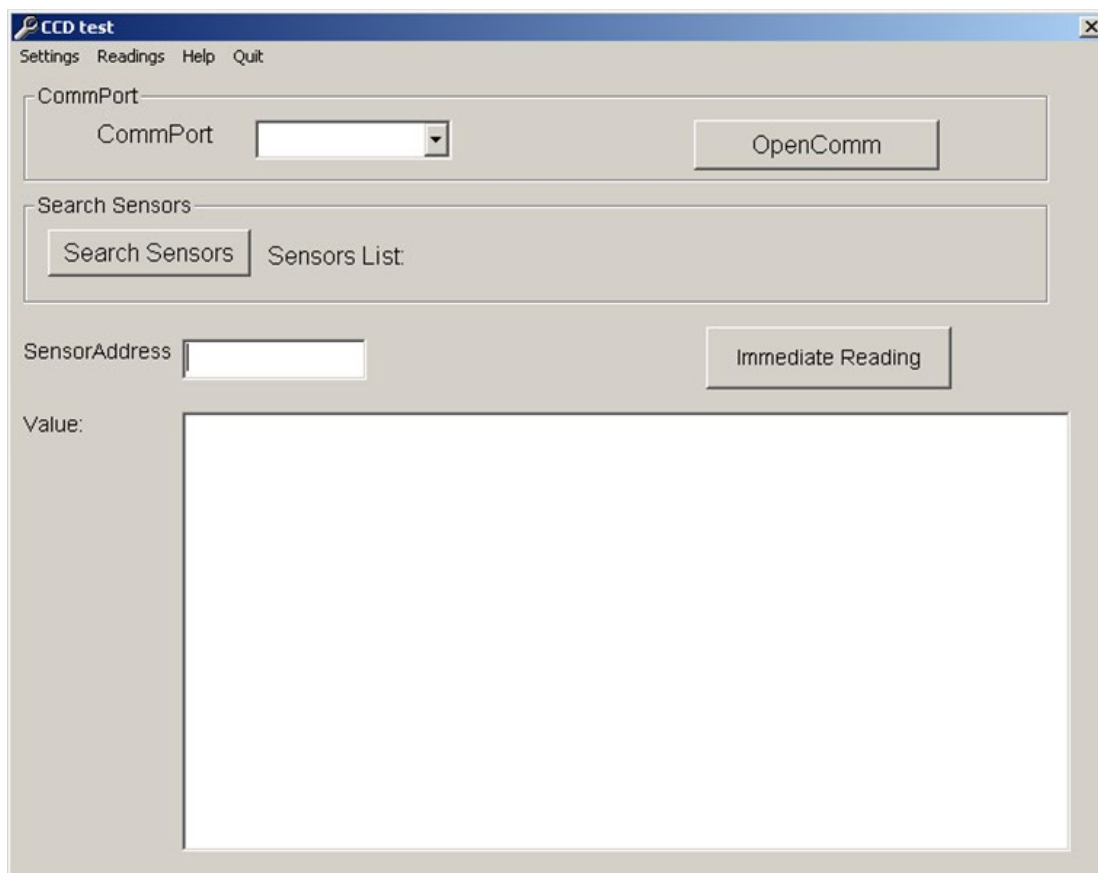 CCD test
Settings Readings Help Quit
CommPort
CommPort OpenComm
Search Sensors
Search Sensors Sensors List:
SensorAddress Immediate Reading
Value: